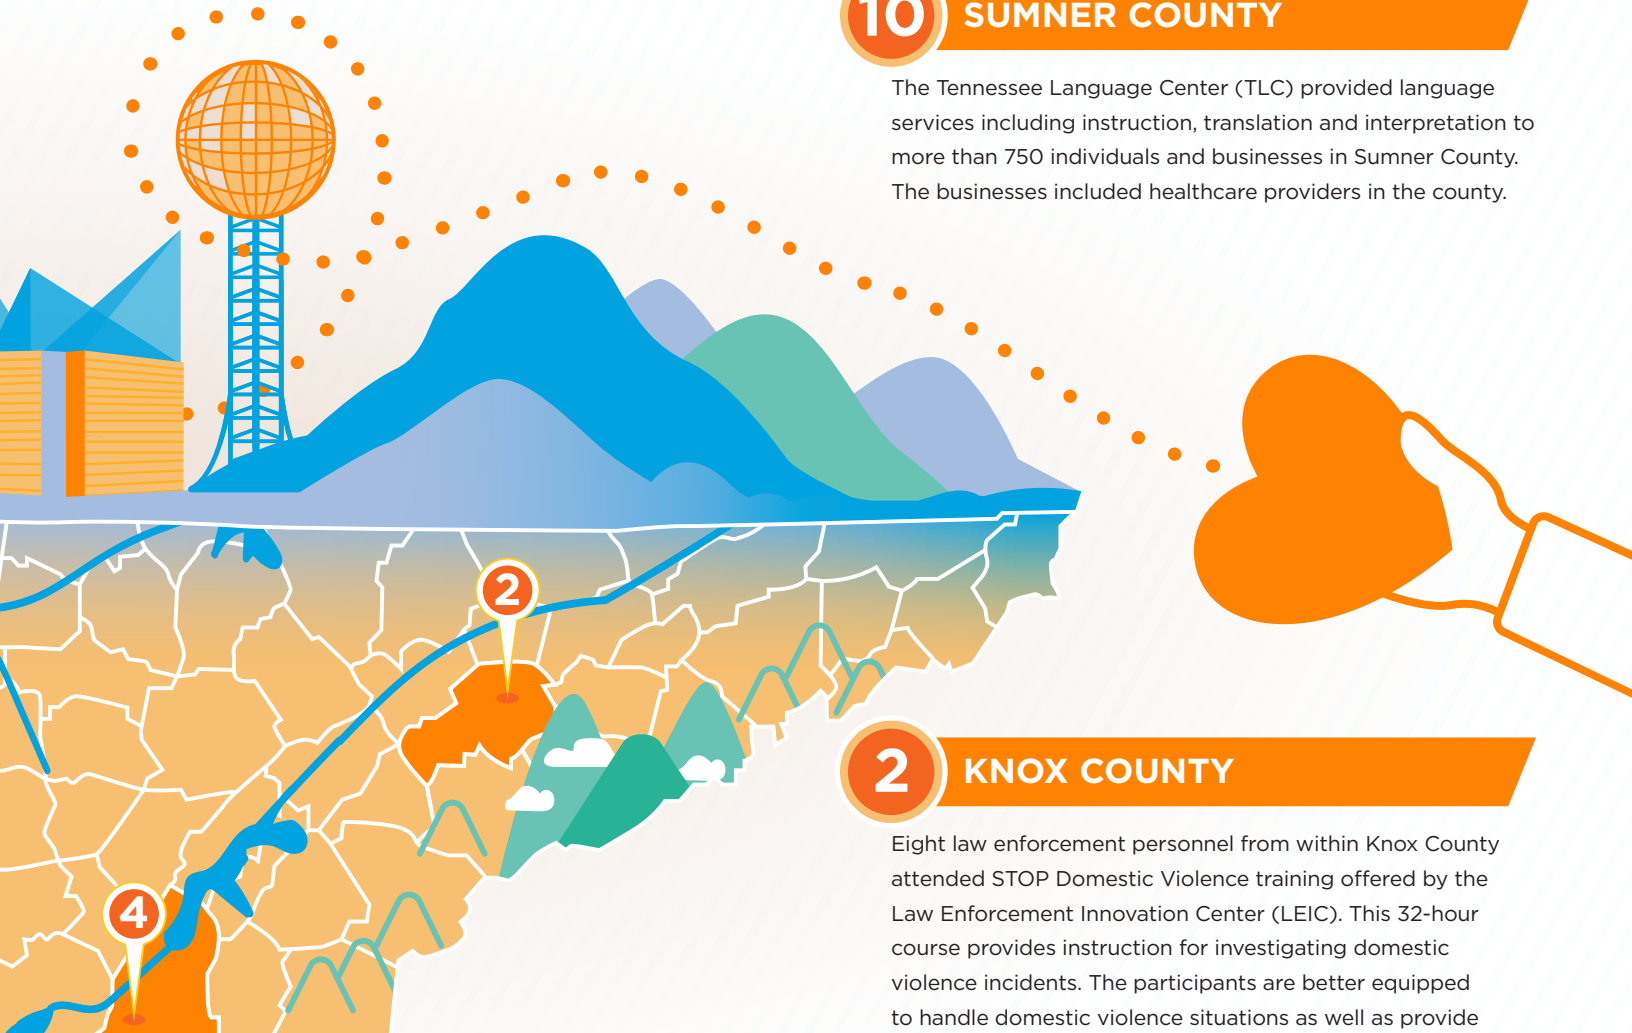 10
SUMNER COUNTY
The Tennessee Language Center (TLC) provided language
services including instruction, translation and interpretation to
more than 750 individuals and businesses in Sumner County.
The businesses included healthcare providers in the county.
2
4
2
KNOX COUNTY
Eight law enforcement personnel from within Knox County
attended STOP Domestic Violence training offered by the
Law Enforcement Innovation Center (LEIC). This 32-hour
course provides instruction for investigating domestic
violence incidents. The participants are better equipped
to handle domestic violence situations as well as provide